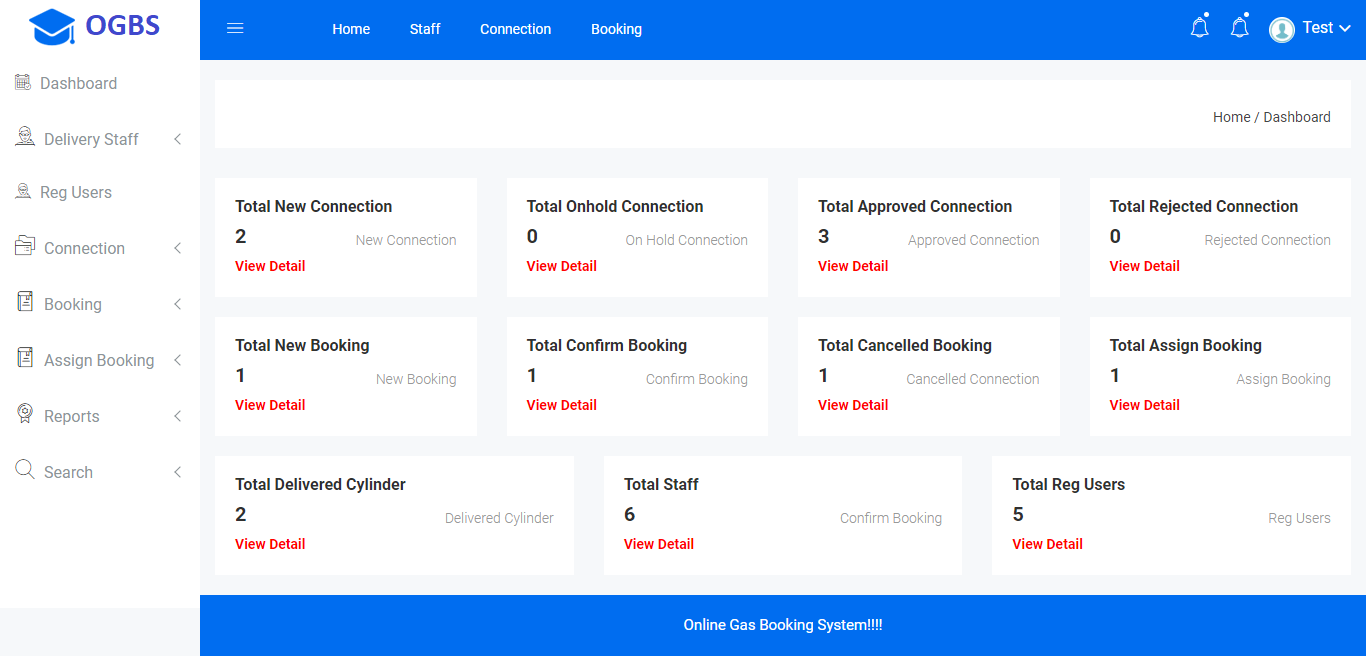 OGBS
Home Staff Connection Booking Test
Dashboard
Delivery Staff
Reg Users
Connection
Booking
Assign Booking
Reports
Search
Home / Dashboard
Total New Connection
2 New Connection
View Detail
Total Onhold Connection
0 On Hold Connection
View Detail
Total Approved Connection
3 Approved Connection
View Detail
Total Rejected Connection
0 Rejected Connection
View Detail
Total New Booking
1 New Booking
View Detail
Total Confirm Booking
1 Confirm Booking
View Detail
Total Cancelled Booking
1 Cancelled Connection
View Detail
Total Assign Booking
1 Assign Booking
View Detail
Total Delivered Cylinder
2 Delivered Cylinder
View Detail
Total Staff
6 Confirm Booking
View Detail
Total Reg Users
5 Reg Users
View Detail
Online Gas Booking System!!!!